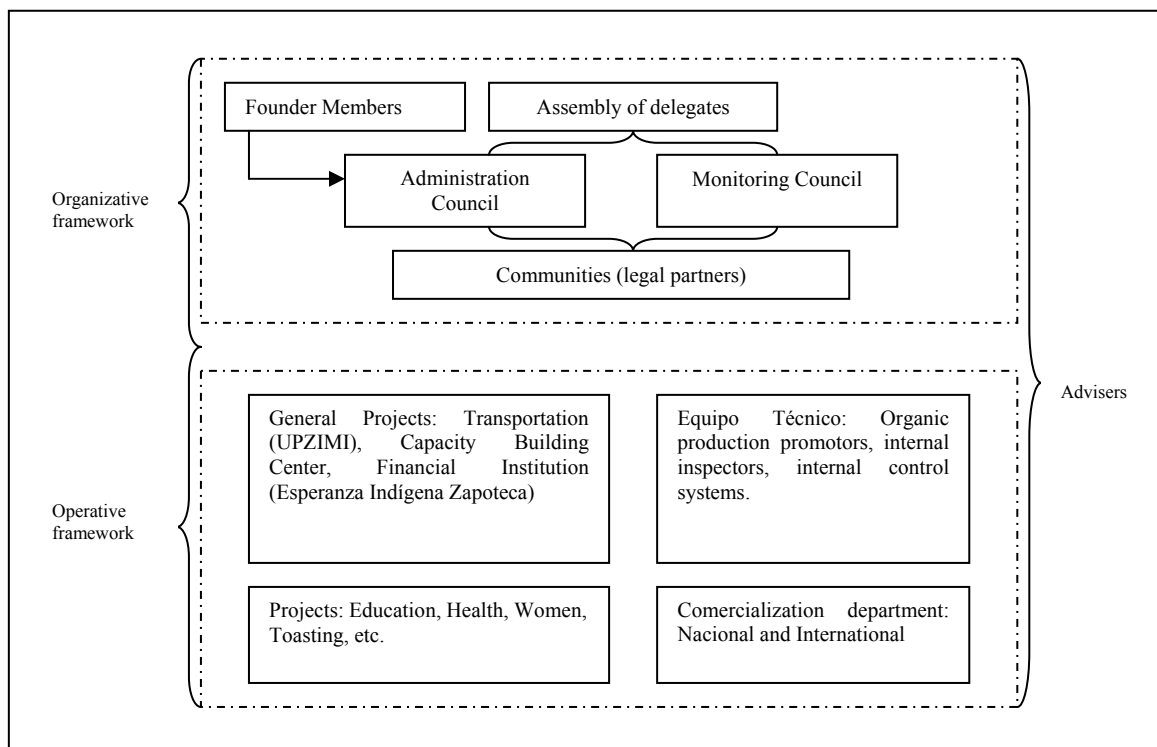 Founder Members
Assembly of delegates
Administration
Council
Monitoring Council
Communities (legal partners)
Organizative
framework
General Projects: Transportation
(UPZIMI), Capacity Building
Center, Financial Institution
(Esperanza Indígena Zapoteca)
Equipo Técnico: Organic
production promotors, internal
inspectors, internal control
systems.
Advisers
Operative
framework
Projects: Education, Health, Women,
Toasting, etc.
Comercialization department:
Nacional and International